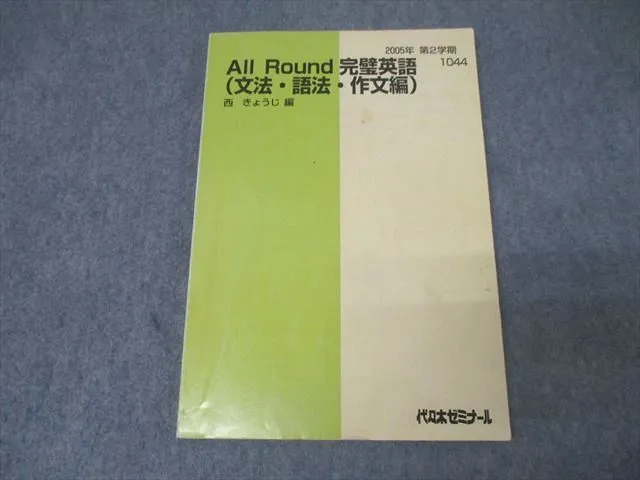 2005年 第2学期
All Round 完璧英語 1044
(文法・語法・作文編)
西 きょうじ 編
代々木ゼミナール